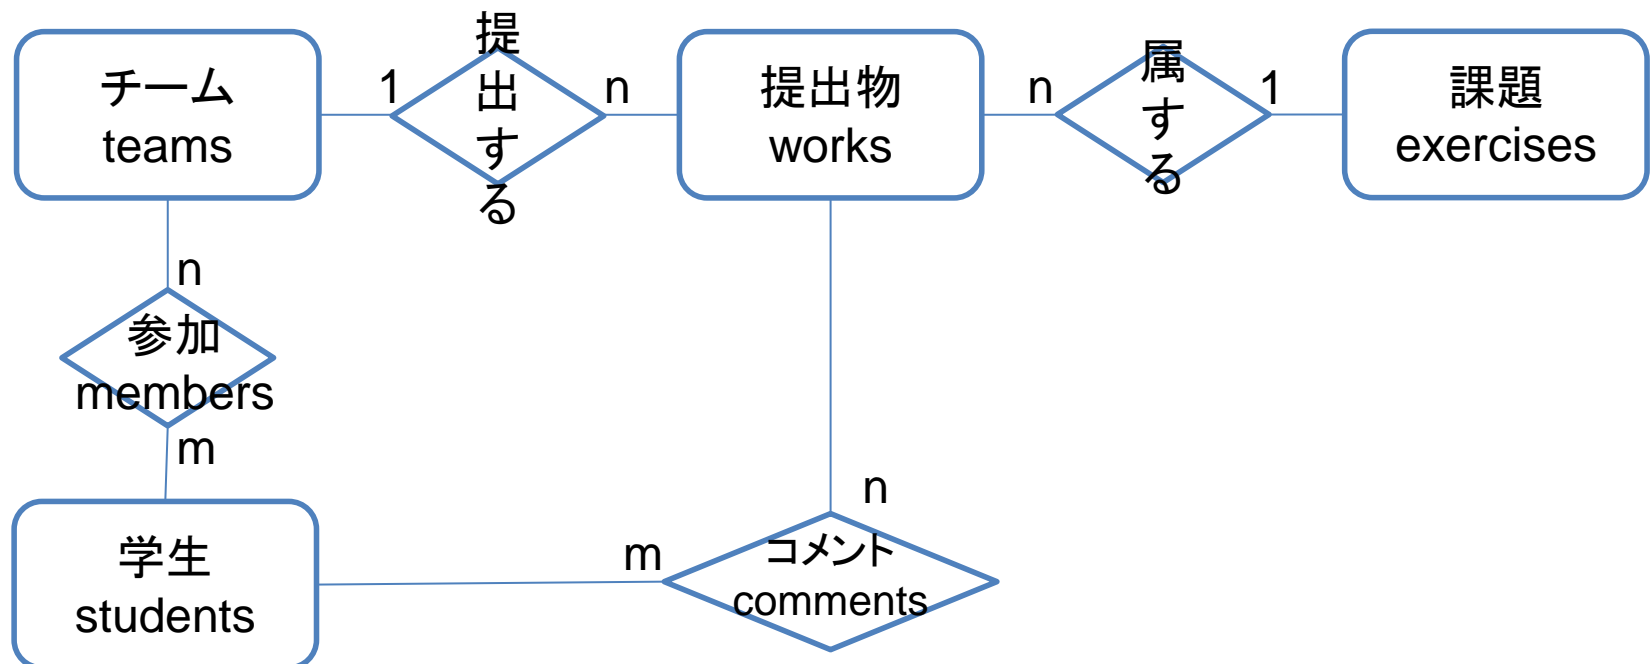 チーム
teams
1
提
出
す
る
n
提出物
works
n
属
す
る
1
課題
exercises
n
参加
members
m
学生
students
m
n
コメント
comments